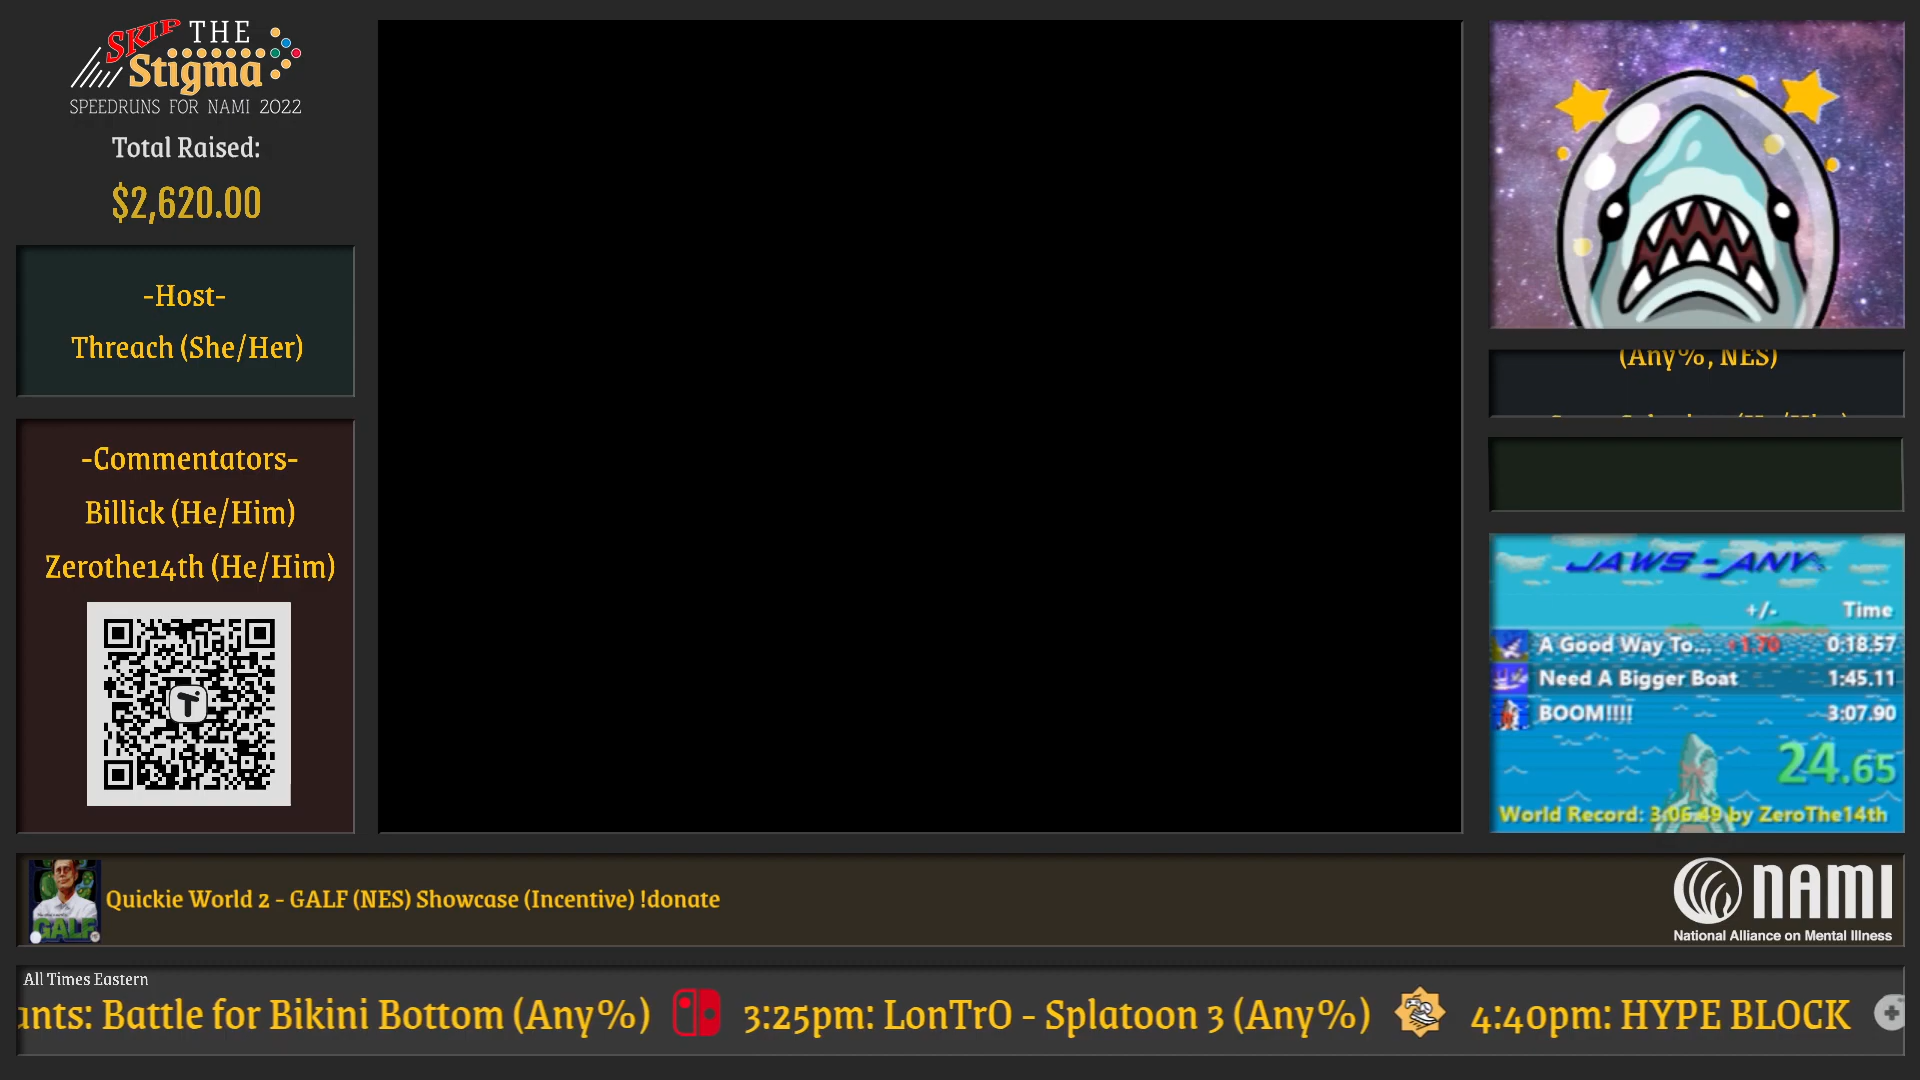 SKIP THE
Stigma
SPEEDRUNS FOR NAMI 2022
Total Raised:
$2,620.00
-Host-
Threach (She/Her)
-Commentators-
Billick (He/Him)
Zerothe14th (He/Him)
T
(Any%, NES)
JAWS - ANY%
+/- Time
A Good Way To... +1.70 0:18.57
Need A Bigger Boat 1:45.11
BOOM!!!! 3:07.90
24.65
World Record: 3:06.49 by ZeroThe14th
GALF
Quickie World 2 - GALF (NES) Showcase (Incentive) !donate
NAMI
National Alliance on Mental Illness
All Times Eastern
ants: Battle for Bikini Bottom (Any%) 3:25pm: LonTrO - Splatoon 3 (Any%) 4:40pm: HYPE BLOCK